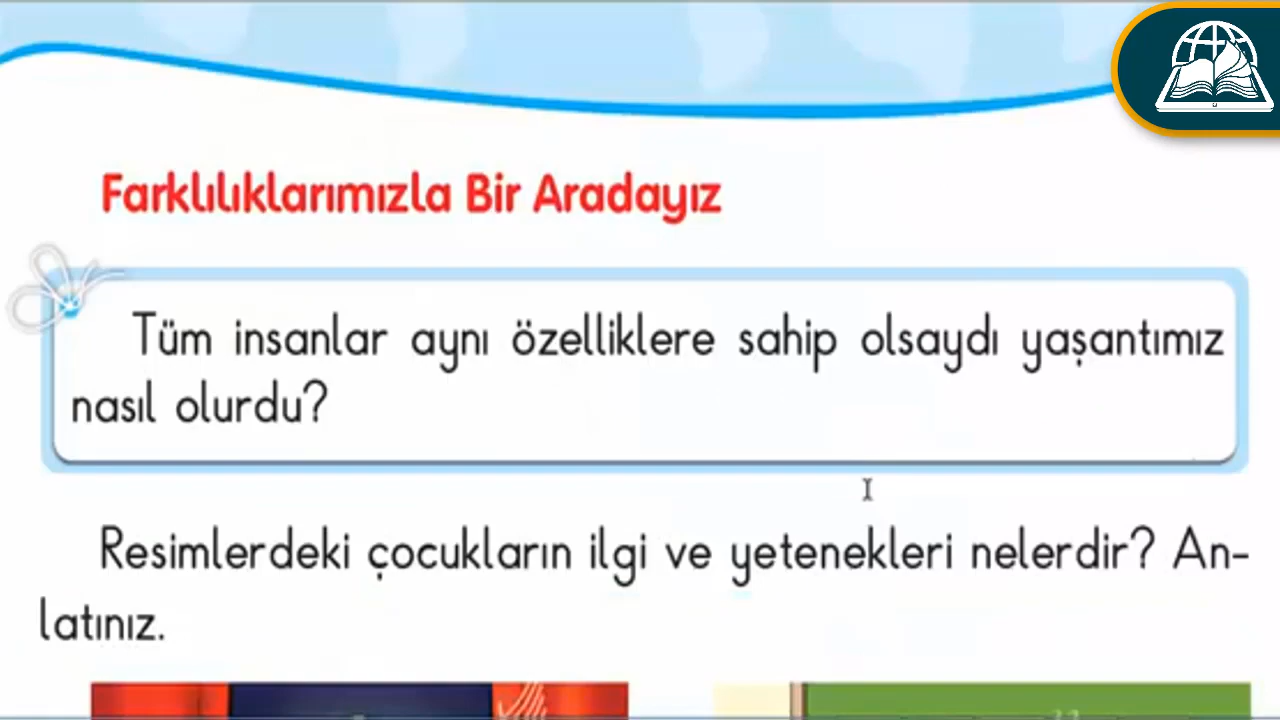 Farklılıklarımızla Bir Aradayız
Tüm insanlar aynı özelliklere sahip olsaydı yaşantımız
nasıl olurdu?
Resimlerdeki çocukların ilgi ve yetenekleri nelerdir? An-
latınız.